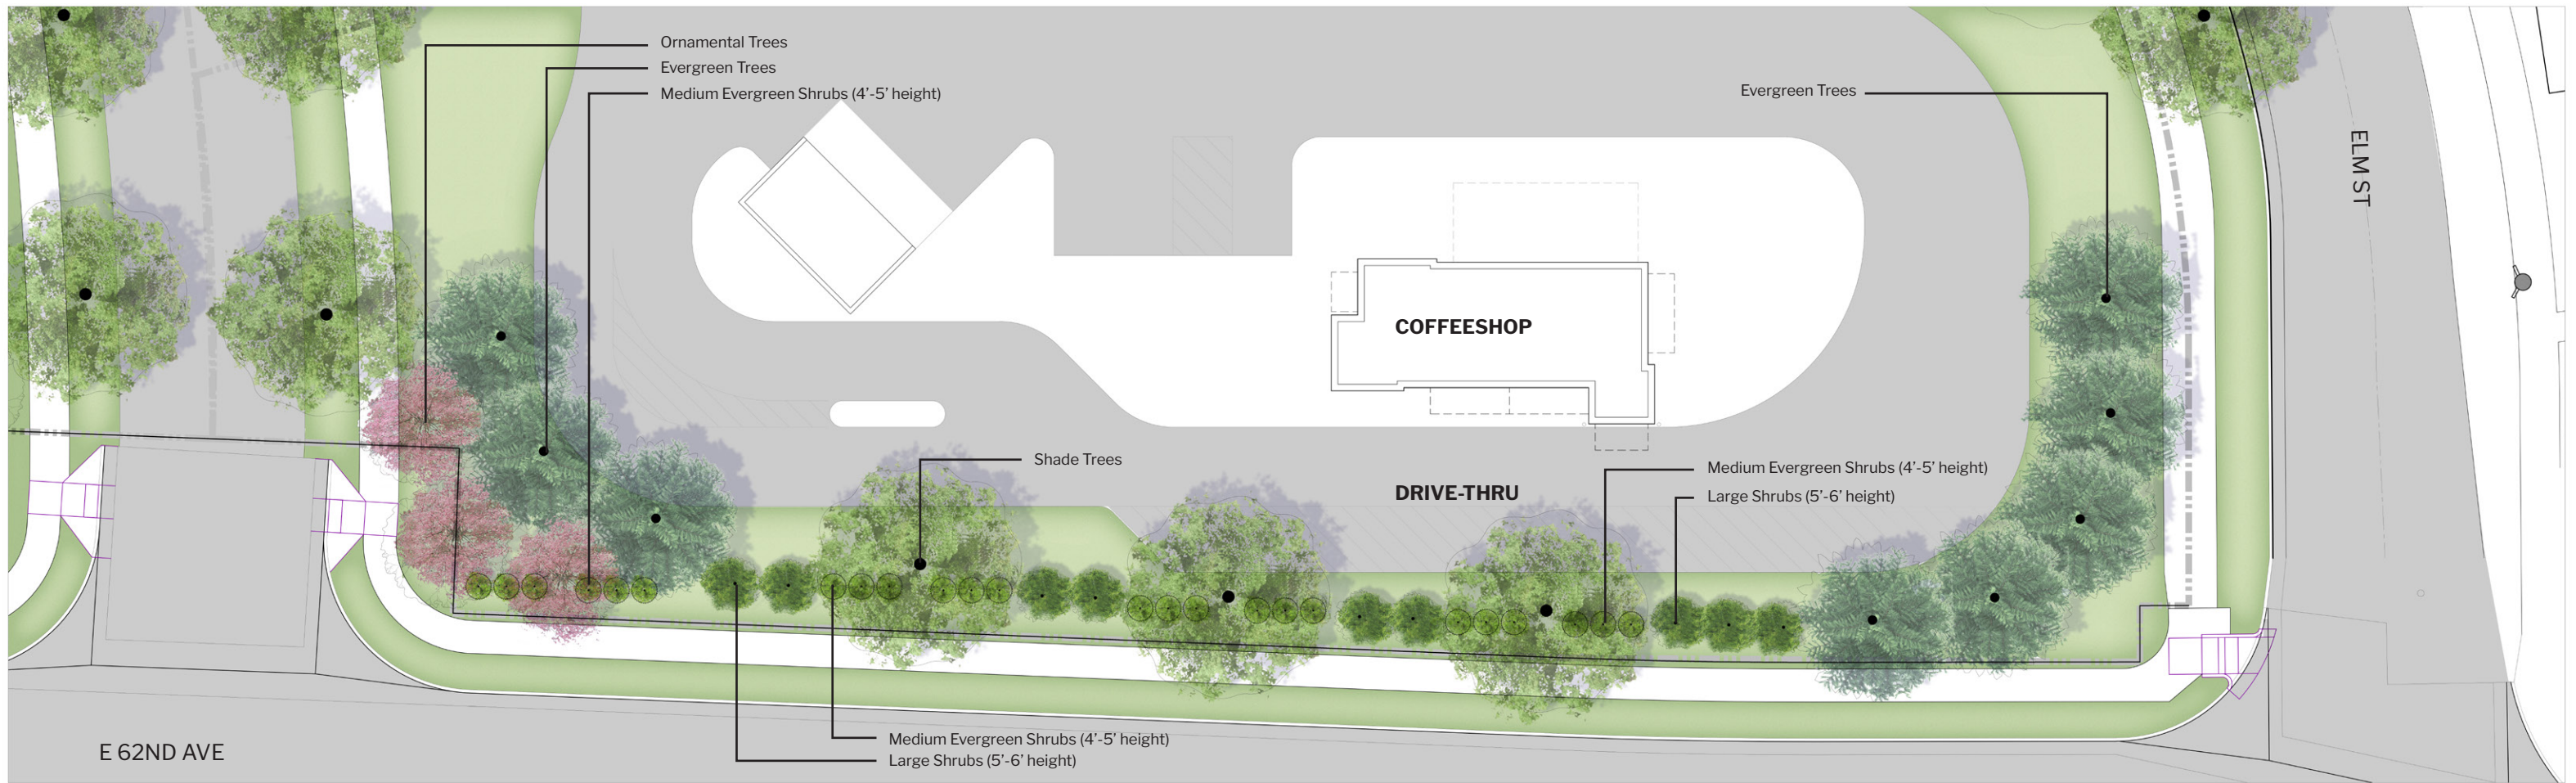 Ornamental Trees
Evergreen Trees
Medium Evergreen Shrubs (4’-5’ height)
Evergreen Trees
ELM ST
COFFEESHOP
Shade Trees
DRIVE-THRU
Medium Evergreen Shrubs (4’-5’ height)
Large Shrubs (5’-6’ height)
E 62ND AVE
Medium Evergreen Shrubs (4’-5’ height)
Large Shrubs (5’-6’ height)